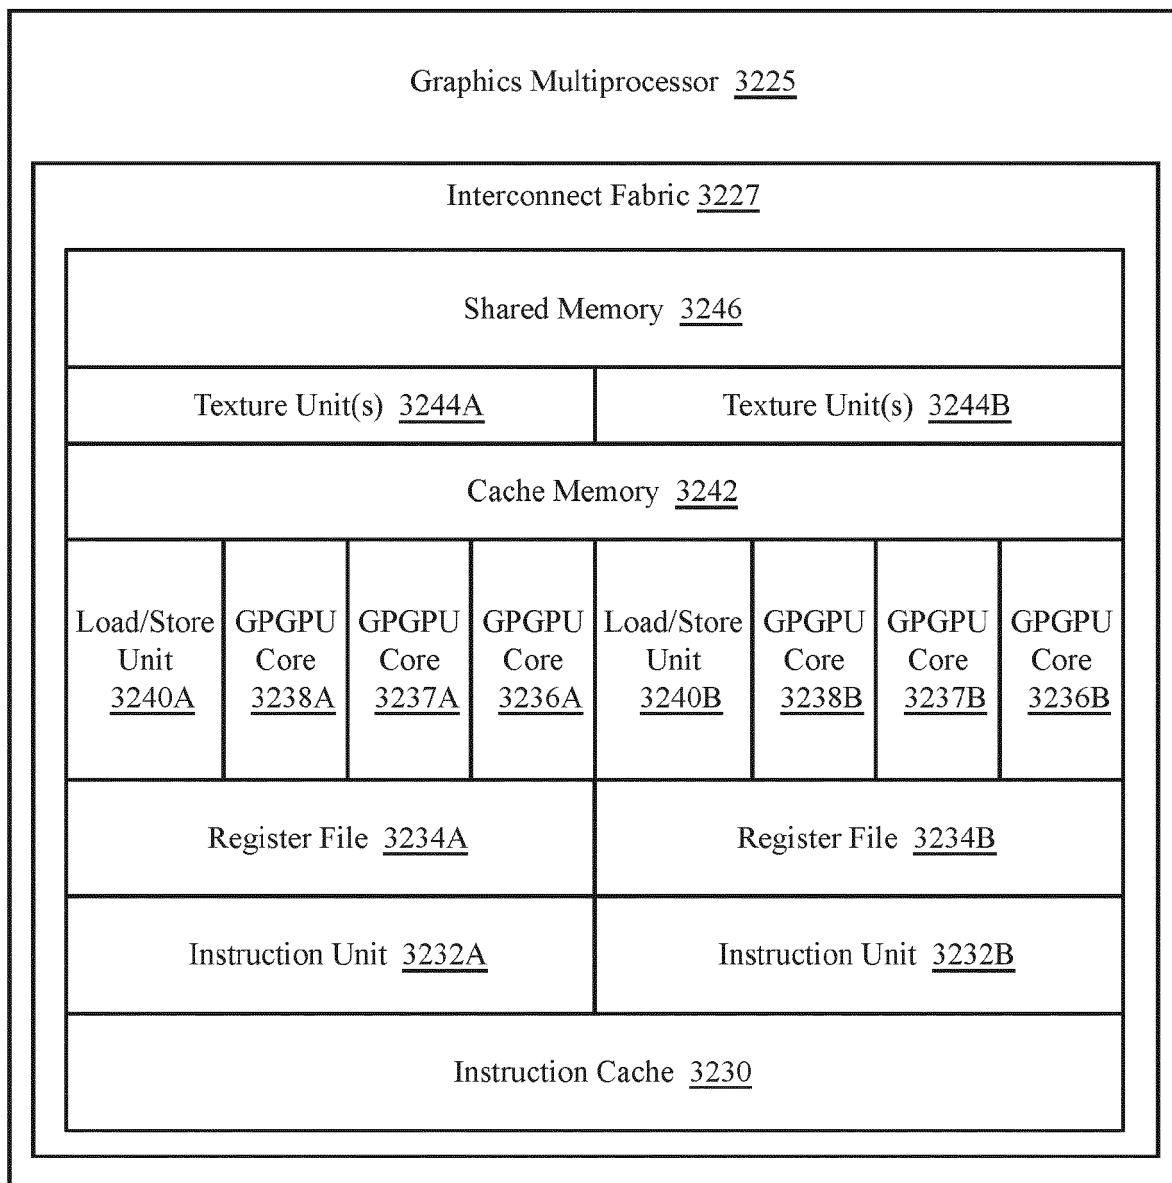 Graphics Multiprocessor 3225
Interconnect Fabric 3227
Shared Memory 3246
Texture Unit(s) 3244A
Texture Unit(s) 3244B
Cache Memory 3242
Load/Store
Unit
3240A
GPGPU
Core
3238A
GPGPU
Core
3237A
GPGPU
Core
3236A
Load/Store
Unit
3240B
GPGPU
Core
3238B
GPGPU
Core
3237B
GPGPU
Core
3236B
Register File 3234A
Register File 3234B
Instruction Unit 3232A
Instruction Unit 3232B
Instruction Cache 3230